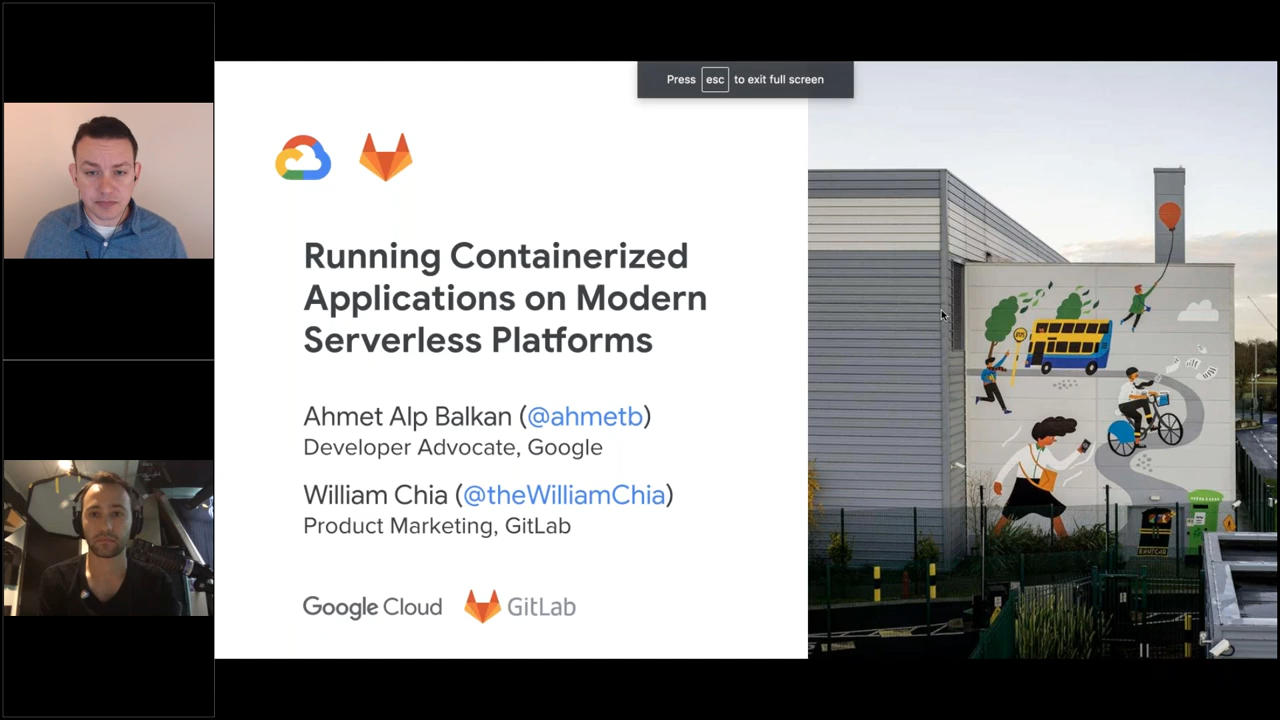 Press esc to exit full screen
Running Containerized
Applications on Modern
Serverless Platforms
Ahmet Alp Balkan (@ahmetb)
Developer Advocate, Google
William Chia (@theWilliamChia)
Product Marketing, GitLab
Google Cloud GitLab